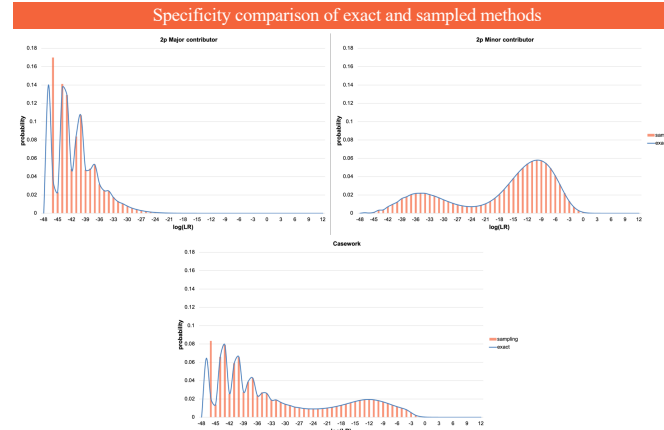 Specificity comparison of exact and sampled methods
2p Major contributor
0.18
0.16
0.14
0.12
0.1
0.08
0.06
0.04
0.02
0
probability
-48 -45 -42 -39 -36 -33 -30 -27 -24 -21 -18 -15 -12 -9 -6 -3 0 3 6 9 12
log(LR)
2p Minor contributor
0.18
0.16
0.14
0.12
0.1
0.08
0.06
0.04
0.02
0
probability
-48 -45 -42 -39 -36 -33 -30 -27 -24 -21 -18 -15 -12 -9 -6 -3 0 3 6 9 12
log(LR)
Casework
0.18
0.16
0.14
0.12
0.1
0.08
0.06
0.04
0.02
0
probability
-48 -45 -42 -39 -36 -33 -30 -27 -24 -21 -18 -15 -12 -9 -6 -3 0 3 6 9 12
sampling
exact